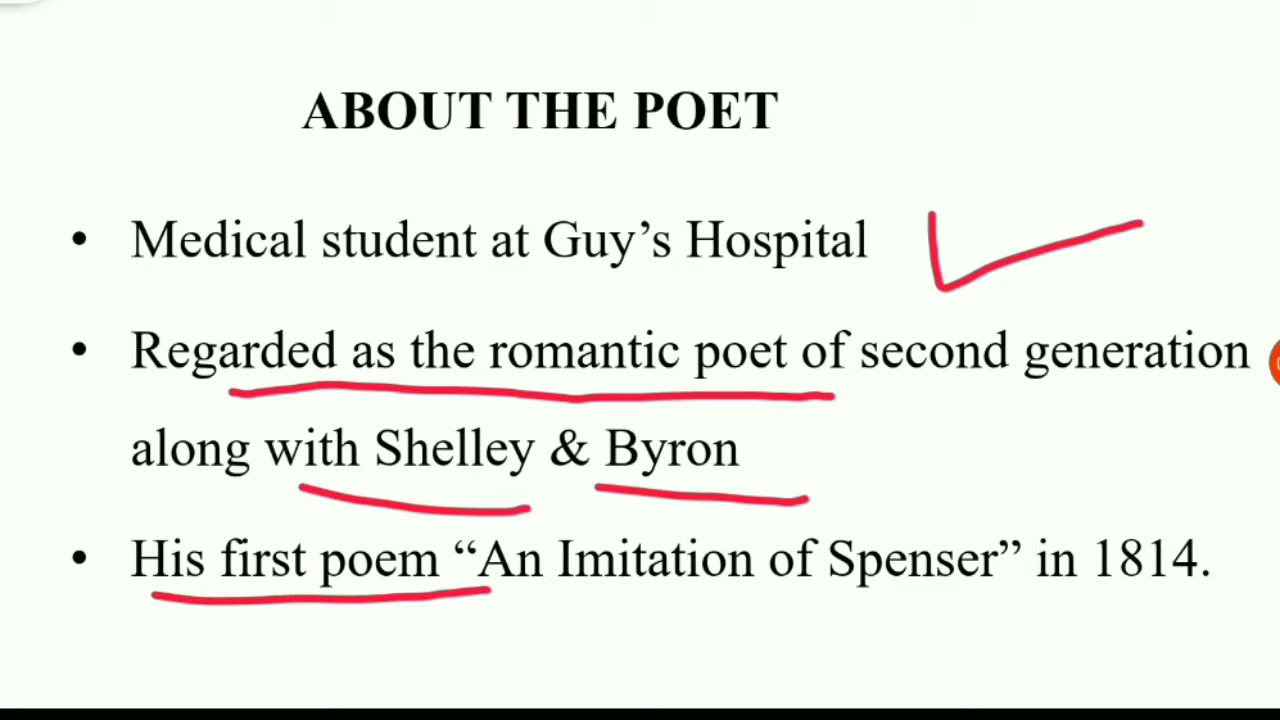 ABOUT THE POET
• Medical student at Guy’s Hospital
• Regarded as the romantic poet of second generation
along with Shelley & Byron
• His first poem “An Imitation of Spenser” in 1814.